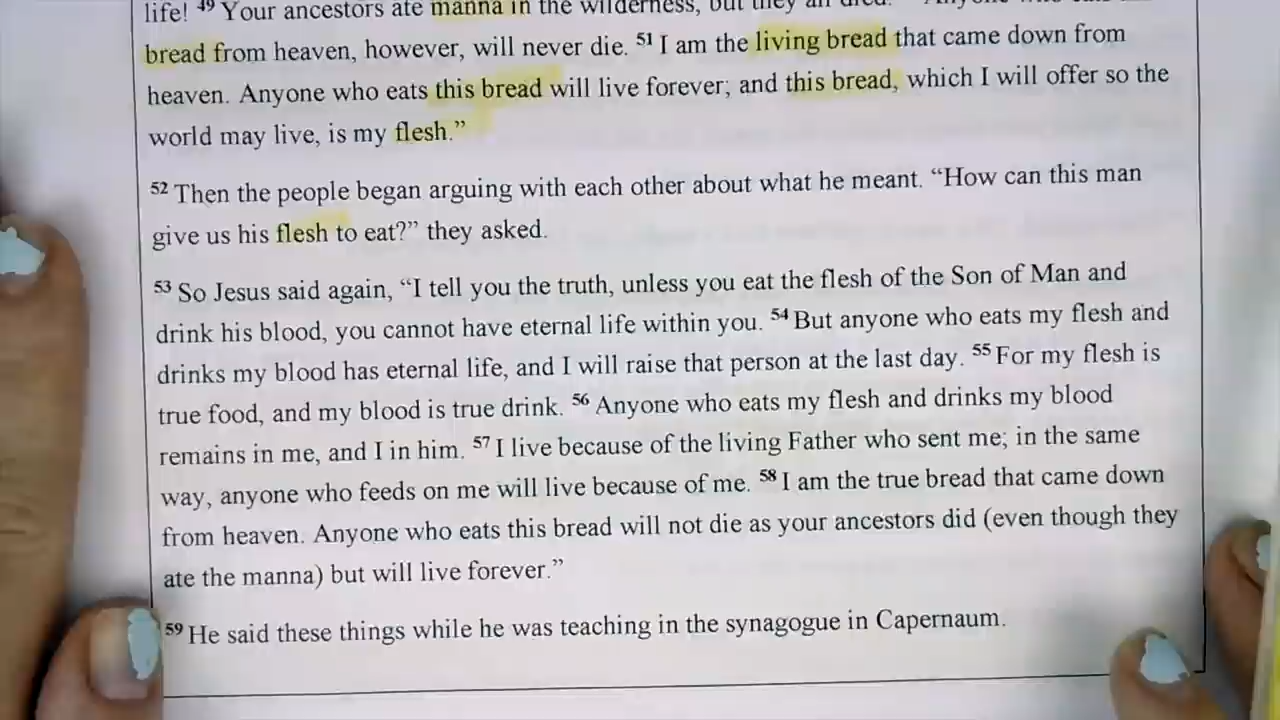 life! 49 Your ancestors ate manna in the wilderness, but they all died.
bread from heaven, however, will never die. 51 I am the living bread that came down from
heaven. Anyone who eats this bread will live forever; and this bread, which I will offer so the
world may live, is my flesh.”
52 Then the people began arguing with each other about what he meant. “How can this man
give us his flesh to eat?” they asked.
53 So Jesus said again, “I tell you the truth, unless you eat the flesh of the Son of Man and
drink his blood, you cannot have eternal life within you. 54 But anyone who eats my flesh and
drinks my blood has eternal life, and I will raise that person at the last day. 55 For my flesh is
true food, and my blood is true drink. 56 Anyone who eats my flesh and drinks my blood
remains in me, and I in him. 57 I live because of the living Father who sent me; in the same
way, anyone who feeds on me will live because of me. 58 I am the true bread that came down
from heaven. Anyone who eats this bread will not die as your ancestors did (even though they
ate the manna) but will live forever.”
59 He said these things while he was teaching in the synagogue in Capernaum.